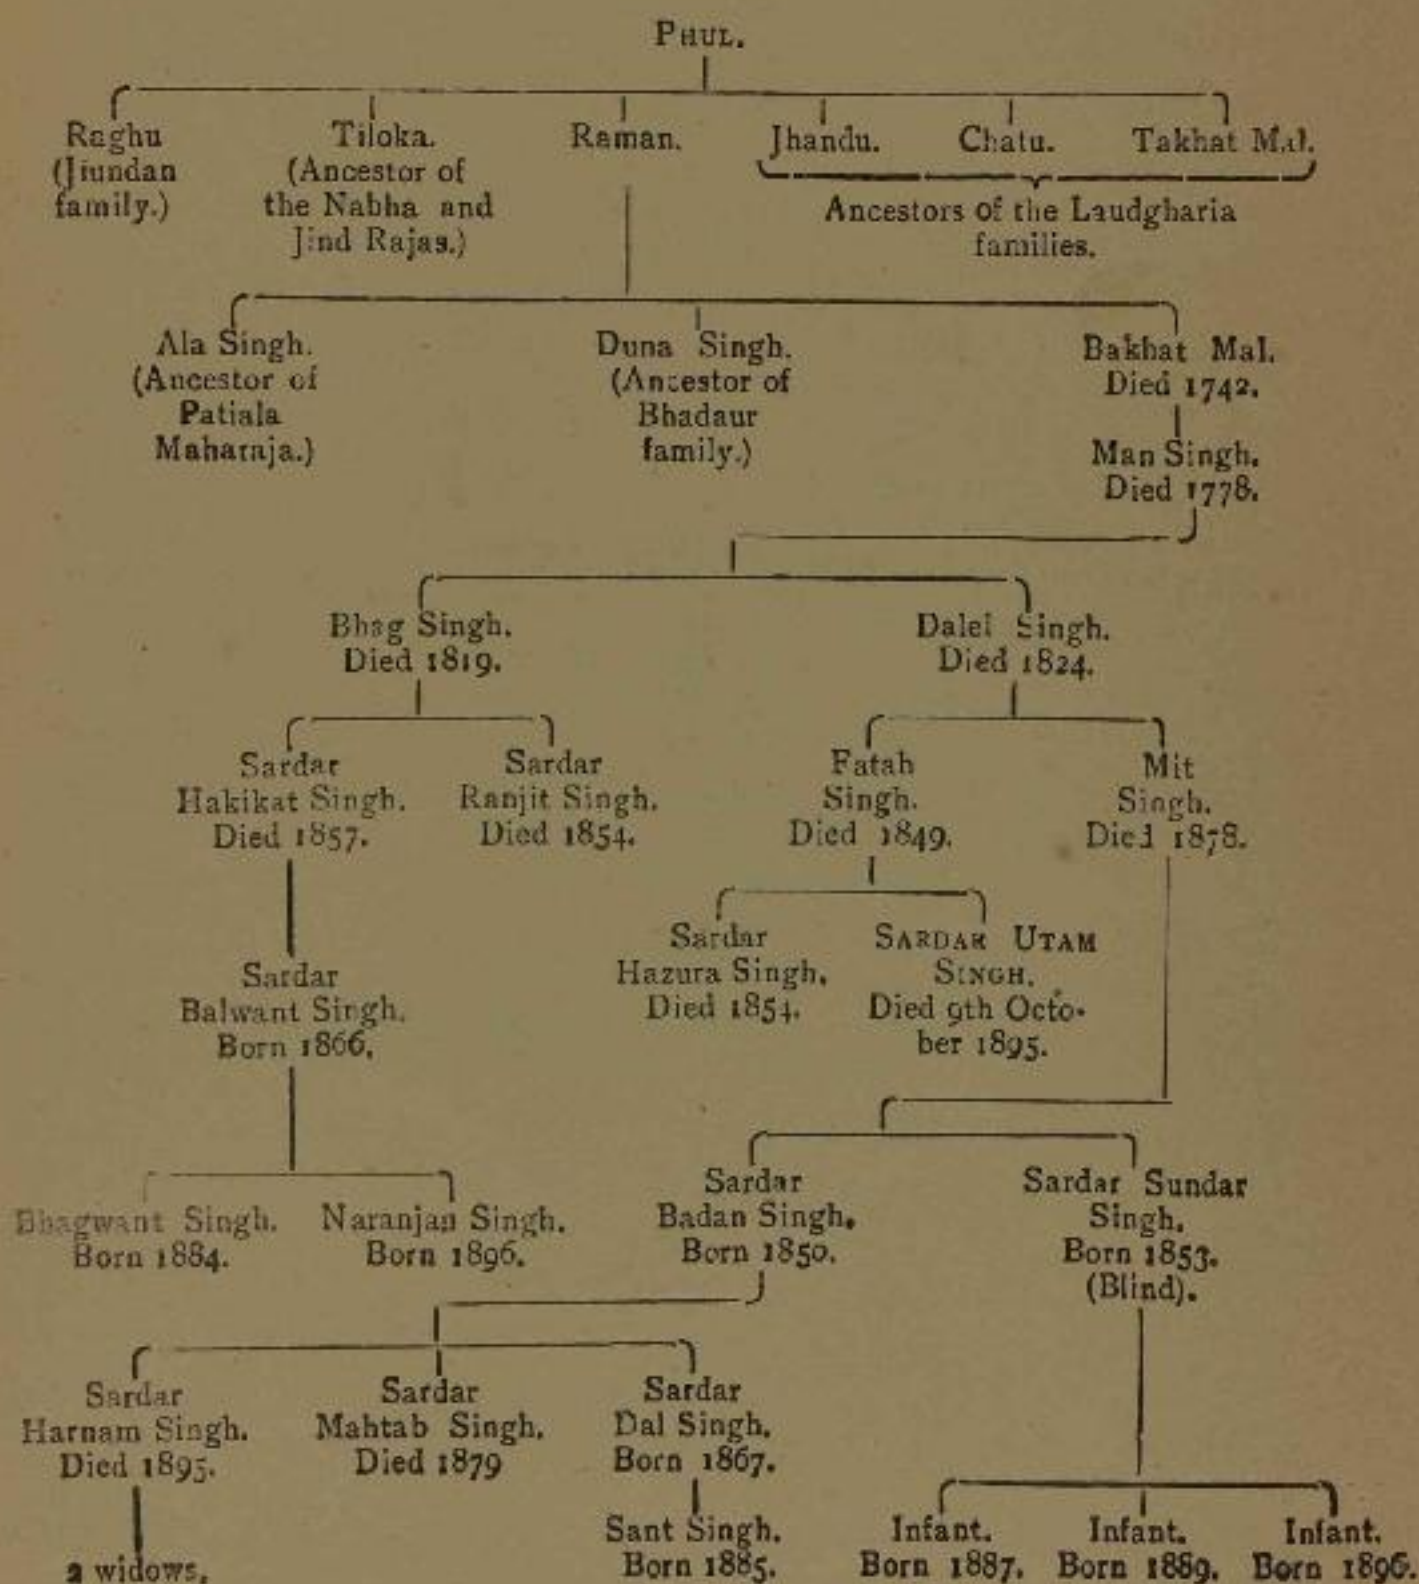 PHUL.
Raghu
(Jiundan
family.)
Tiloka.
(Ancestor of
the Nabha and
Jind Rajas.)
Raman.
Jhandu.
Chatu.
Takhat Mal.
Ancestors of the Laudgharia
families.
Ala Singh.
(Ancestor of
Patiala
Maharaja.)
Duna Singh.
(Ancestor of
Bhadaur
family.)
Bakhat Mal.
Died 1742.
Man Singh.
Died 1778.
Bhag Singh.
Died 1819.
Dalel Singh.
Died 1824.
Sardar
Hakikat Singh.
Died 1857.
Sardar
Ranjit Singh.
Died 1854.
Fatah
Singh.
Died 1849.
Mit
Singh.
Died 1878.
Sardar
Balwant Singh.
Born 1866.
Sardar
Hazura Singh.
Died 1854.
SARDAR UTAM
SINGH.
Died 9th Octo-
ber 1895.
Bhagwant Singh.
Born 1884.
Naranjan Singh.
Born 1896.
Sardar
Badan Singh.
Born 1850.
Sardar Sundar
Singh.
Born 1853.
(Blind).
Sardar
Harnam Singh.
Died 1895.
2 widows.
Sardar
Mahtab Singh.
Died 1879
Sardar
Dal Singh.
Born 1867.
Sant Singh.
Born 1885.
Infant.
Born 1887.
Infant.
Born 1889.
Infant.
Born 1896.